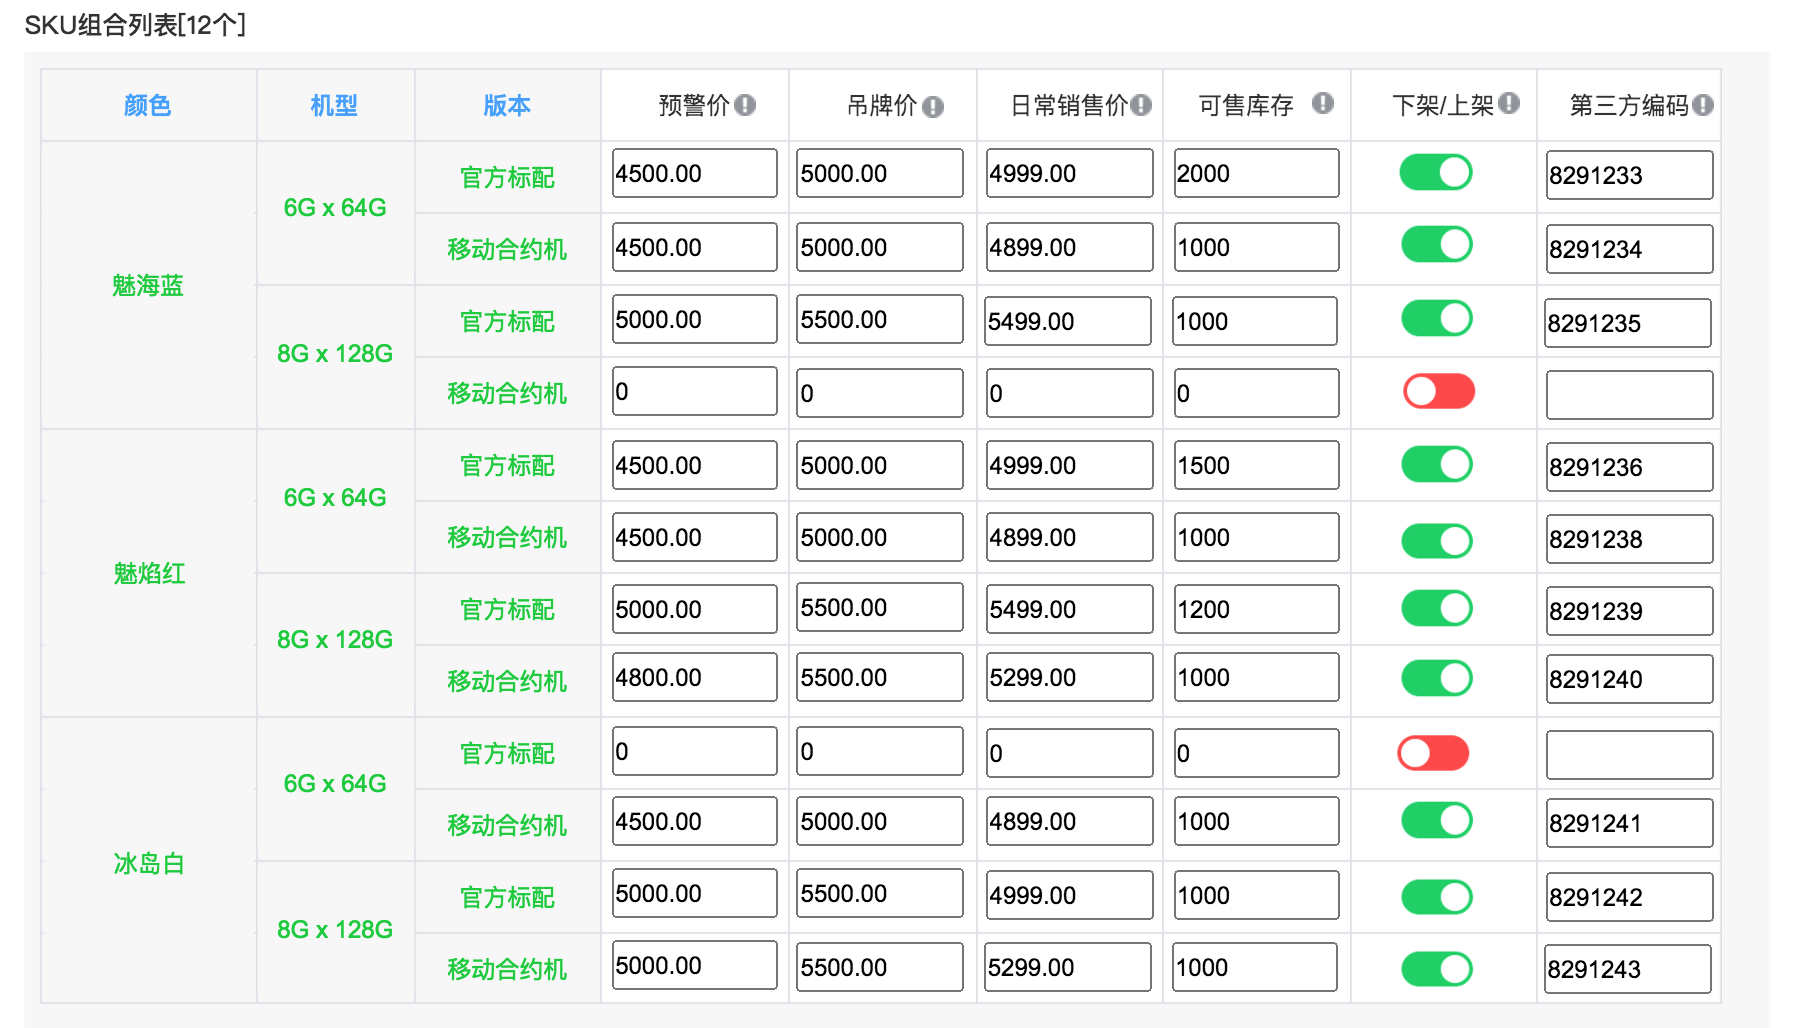 SKU组合列表[12个]
颜色 机型 版本 预警价 吊牌价 日常销售价 可售库存 下架/上架 第三方编码
魅海蓝 6G x 64G 官方标配 4500.00 5000.00 4999.00 2000 8291233
移动合约机 4500.00 5000.00 4899.00 1000 8291234
8G x 128G 官方标配 5000.00 5500.00 5499.00 1000 8291235
移动合约机 0 0 0 0
魅焰红 6G x 64G 官方标配 4500.00 5000.00 4999.00 1500 8291236
移动合约机 4500.00 5000.00 4899.00 1000 8291238
8G x 128G 官方标配 5000.00 5500.00 5499.00 1200 8291239
移动合约机 4800.00 5500.00 5299.00 1000 8291240
冰岛白 6G x 64G 官方标配 0 0 0 0
移动合约机 4500.00 5000.00 4899.00 1000 8291241
8G x 128G 官方标配 5000.00 5500.00 4999.00 1000 8291242
移动合约机 5000.00 5500.00 5299.00 1000 8291243